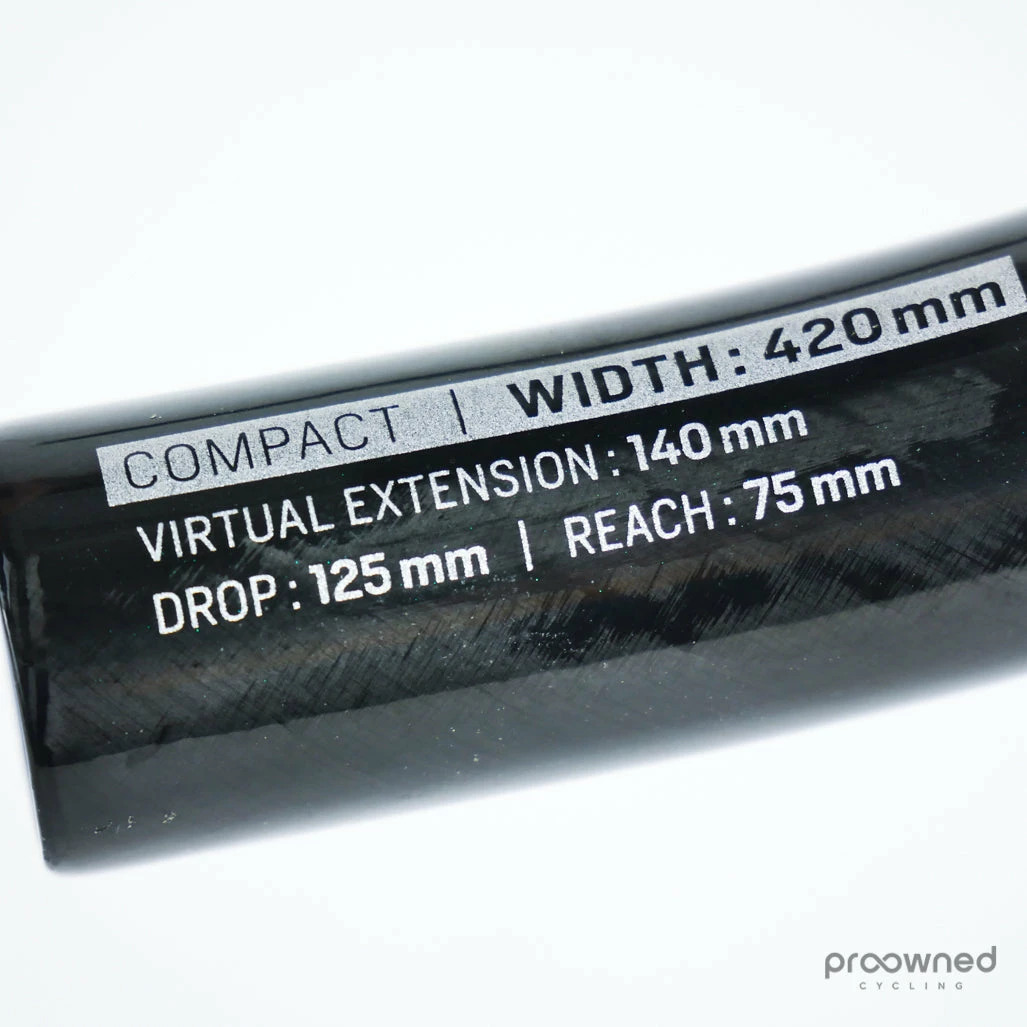 COMPACT | WIDTH: 420 mm
VIRTUAL EXTENSION: 140 mm
DROP: 125 mm | REACH: 75 mm
proowned
CYCLING